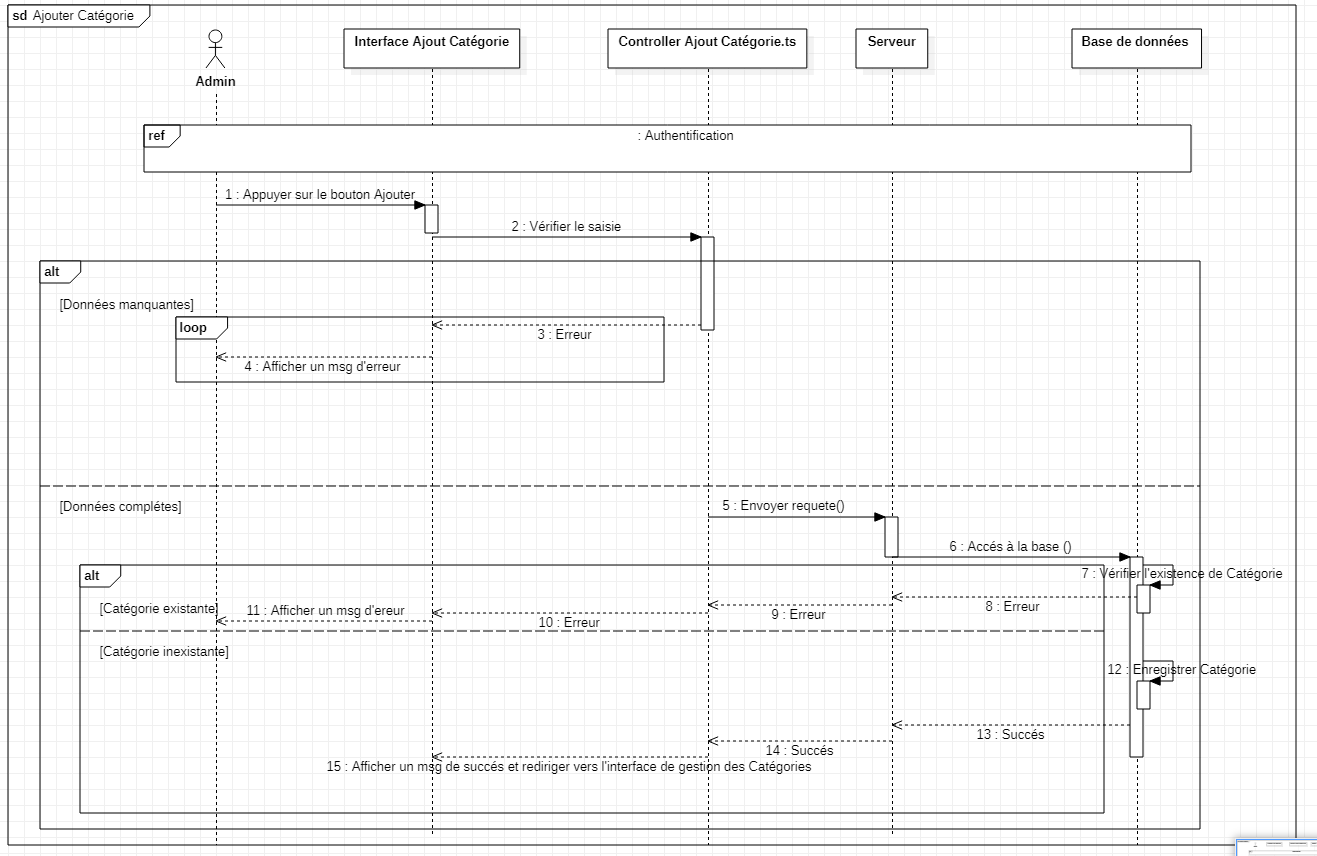 sd Ajouter Catégorie
Admin
Interface Ajout Catégorie
Controller Ajout Catégorie.ts
Serveur
Base de données
ref
: Authentification
1 : Appuyer sur le bouton Ajouter
2 : Vérifier le saisie
alt
[Données manquantes]
loop
3 : Erreur
4 : Afficher un msg d'erreur
[Données complétes]
5 : Envoyer requete()
6 : Accés à la base ()
alt
7 : Vérifier l'existence de Catégorie
[Catégorie existante]
8 : Erreur
9 : Erreur
10 : Erreur
11 : Afficher un msg d'ereur
[Catégorie inexistante]
12 : Enregistrer Catégorie
13 : Succés
14 : Succés
15 : Afficher un msg de succés et rediriger vers l'interface de gestion des Catégories